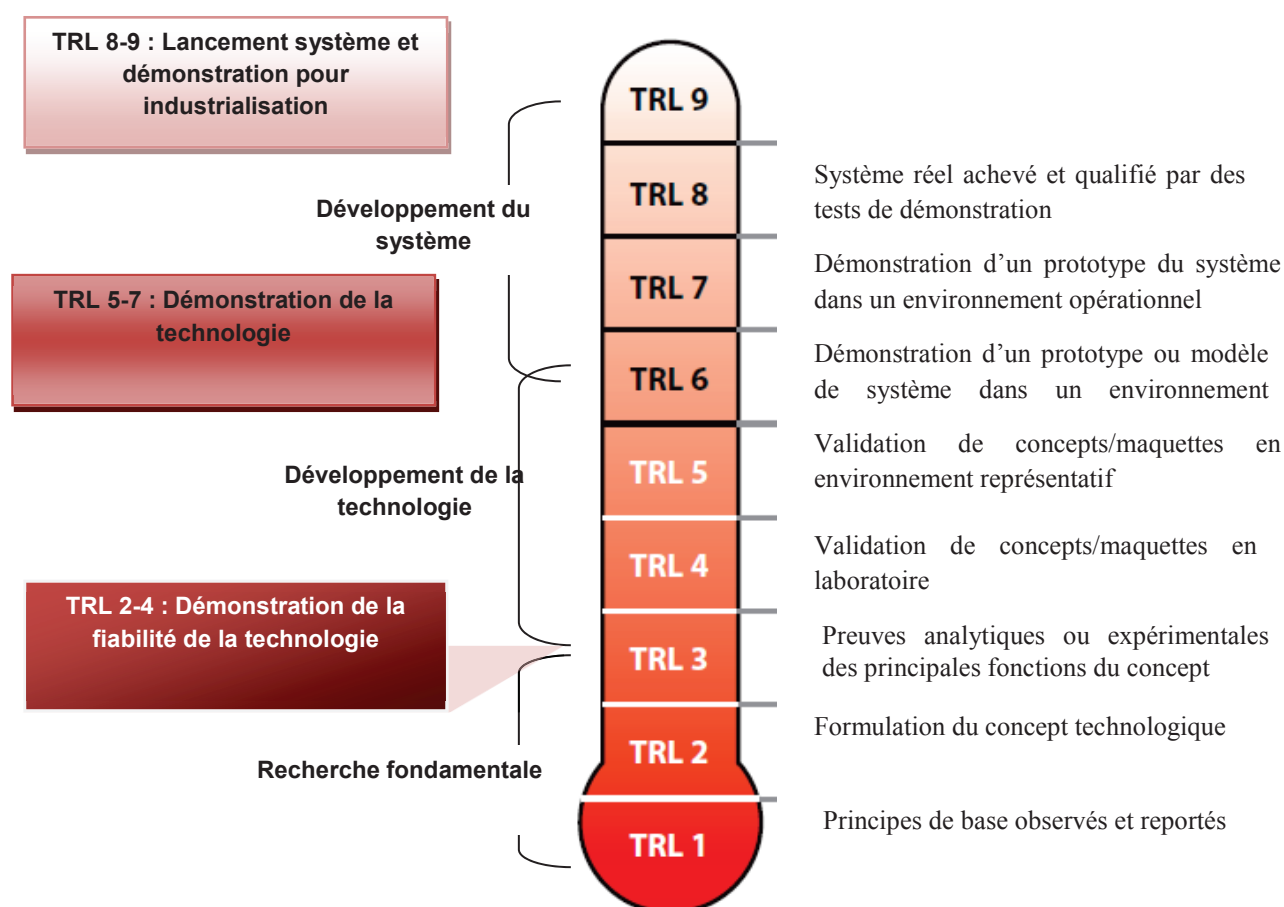 TRL 8-9 : Lancement système et
démonstration pour
industrialisation
Développement du
système
TRL 5-7 : Démonstration de la
technologie
Développement de la
technologie
TRL 2-4 : Démonstration de la
fiabilité de la technologie
Recherche fondamentale
TRL 9
TRL 8
TRL 7
TRL 6
TRL 5
TRL 4
TRL 3
TRL 2
TRL 1
Système réel achevé et qualifié par des
tests de démonstration
Démonstration d’un prototype du système
dans un environnement opérationnel
Démonstration d’un prototype ou modèle
de système dans un environnement
Validation de concepts/maquettes en
environnement représentatif
Validation de concepts/maquettes en
laboratoire
Preuves analytiques ou expérimentales
des principales fonctions du concept
Formulation du concept technologique
Principes de base observés et reportés